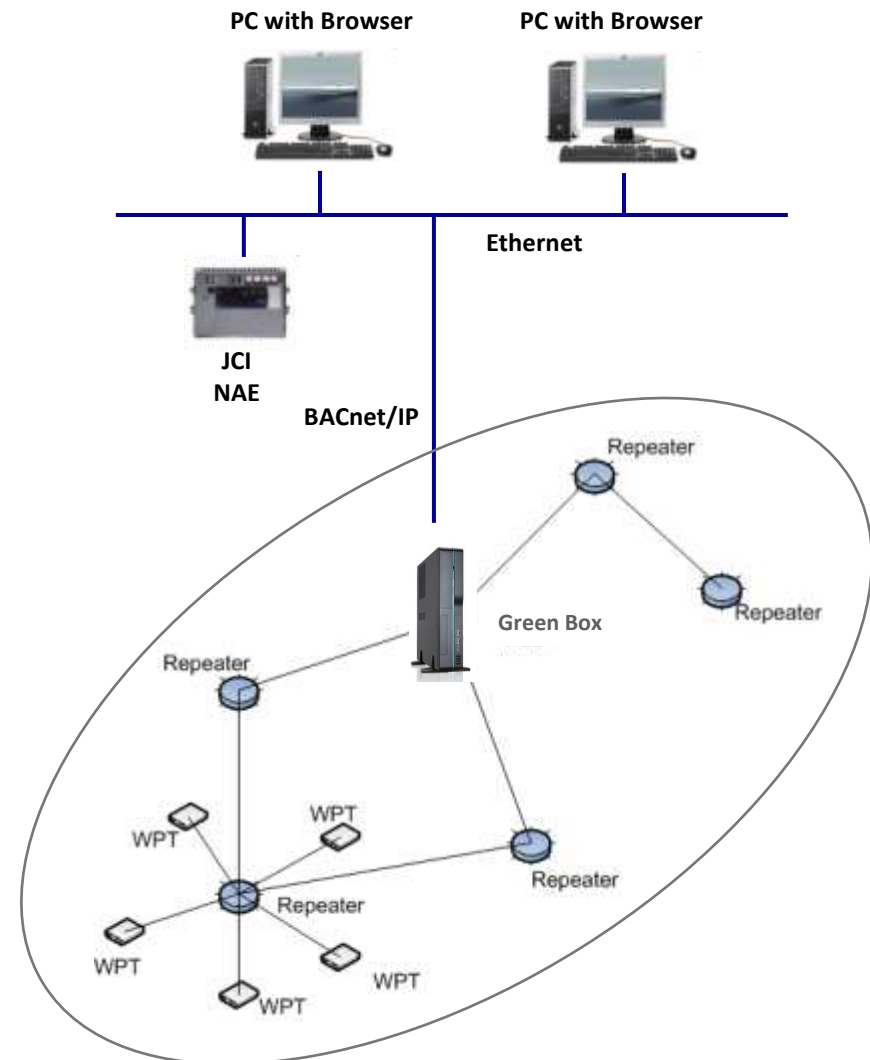 PC with Browser
PC with Browser
Ethernet
JCI
NAE
BACnet/IP
Repeater
Repeater
Green Box
Repeater
WPT
WPT
Repeater
Repeater
WPT
WPT
WPT